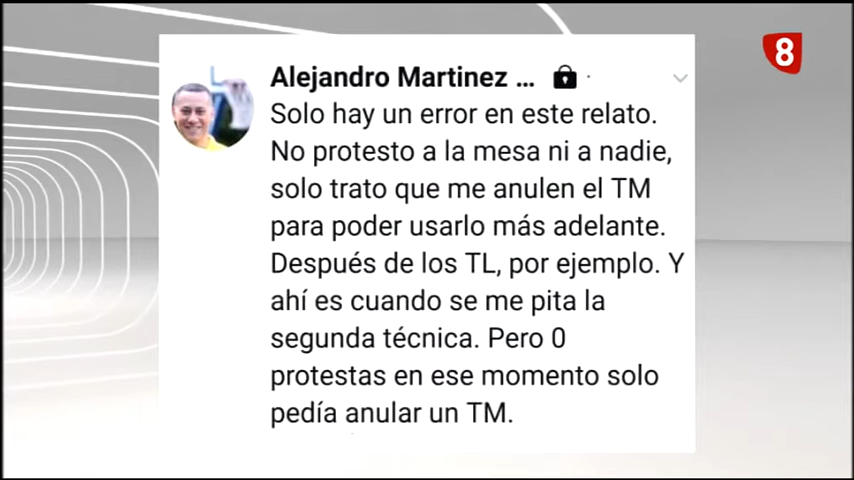 8
Alejandro Martinez ...
Solo hay un error en este relato.
No protesto a la mesa ni a nadie,
solo trato que me anulen el TM
para poder usarlo más adelante.
Después de los TL, por ejemplo. Y
ahí es cuando se me pita la
segunda técnica. Pero 0
protestas en ese momento solo
pedía anular un TM.